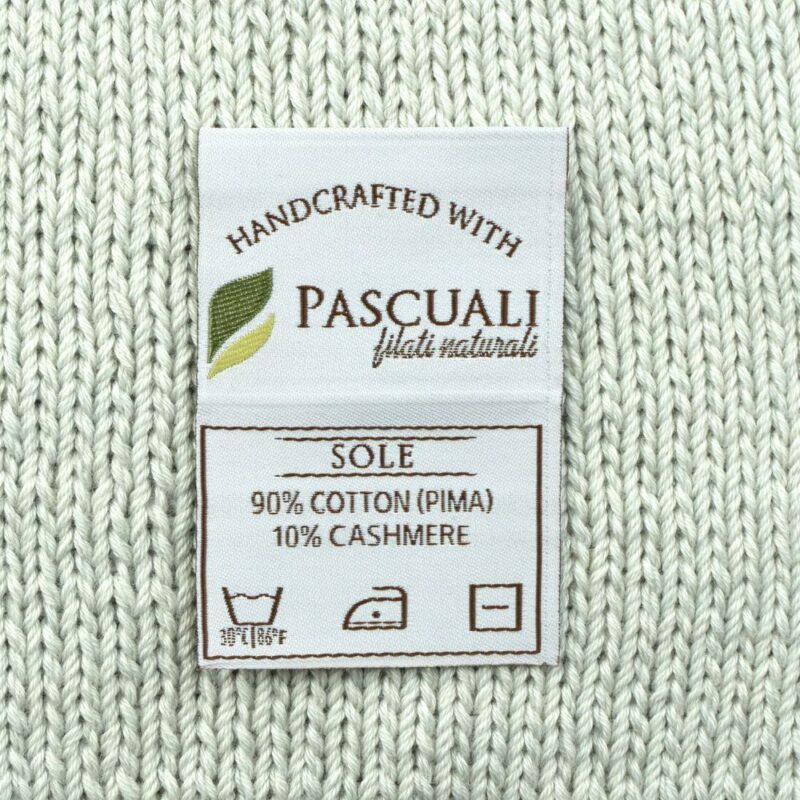 HANDCRAFTED WITH
PASCUALI
filati naturali
SOLE
90% COTTON (PIMA)
10% CASHMERE
30°C|86°F